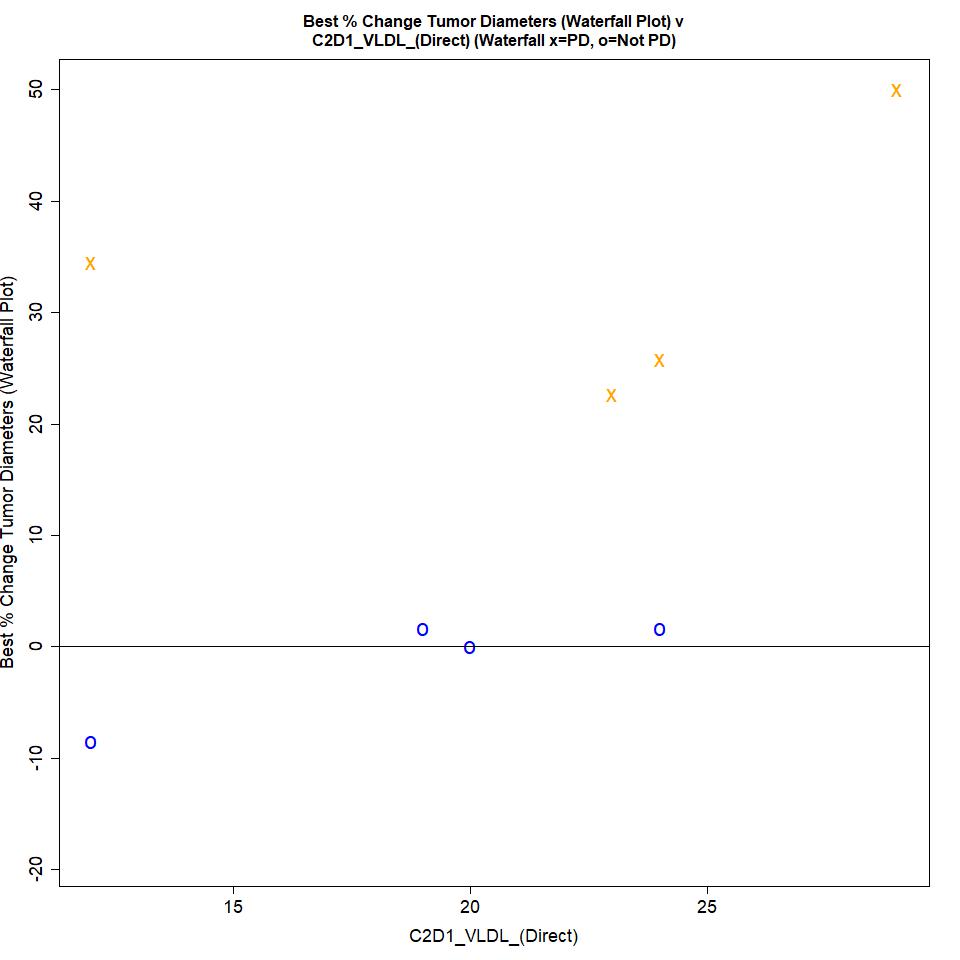 Best % Change Tumor Diameters (Waterfall Plot) v
C2D1_VLDL_(Direct) (Waterfall x=PD, o=Not PD)
Best % Change Tumor Diameters (Waterfall Plot)
50
40
30
20
10
0
-10
-20
X
X
X
X
O
O
O
O
15
20
25
C2D1_VLDL_(Direct)